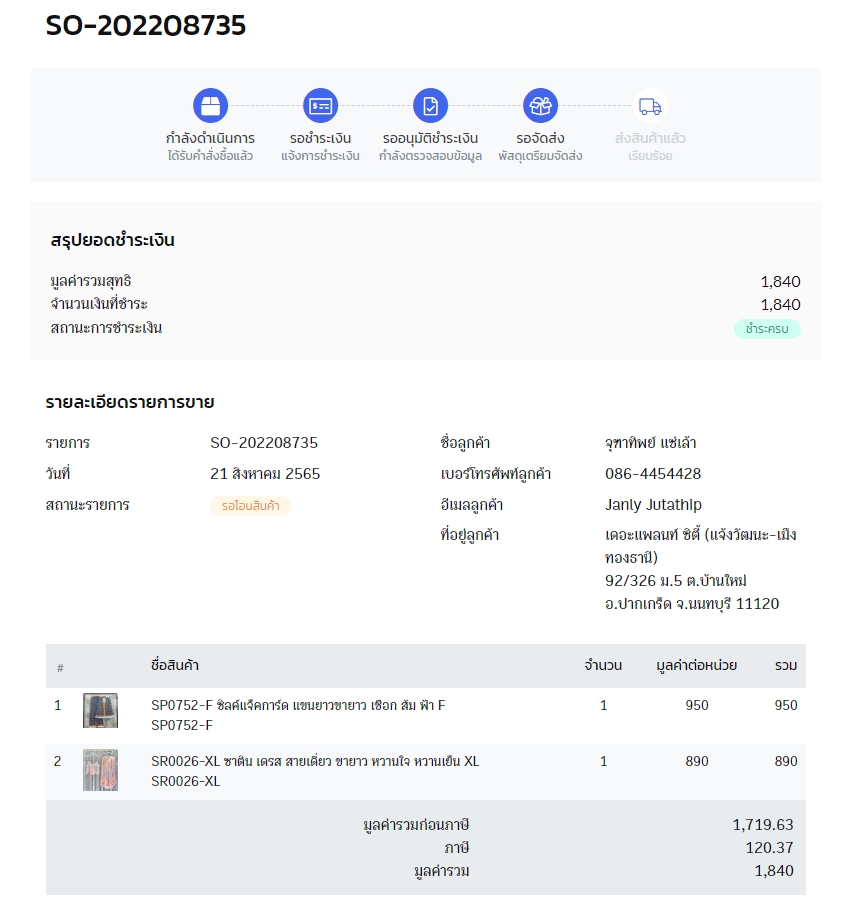 SO-202208735
กำลังดำเนินการ
ได้รับคำสั่งซื้อแล้ว
รอชำระเงิน
แจ้งการชำระเงิน
รออนุมัติชำระเงิน
กำลังตรวจสอบข้อมูล
รอจัดส่ง
พัสดุเตรียมจัดส่ง
ส่งสินค้าแล้ว
เรียบร้อย
สรุปยอดชำระเงิน
มูลค่ารวมสุทธิ 1,840
จำนวนเงินที่ชำระ 1,840
สถานะการชำระเงิน ชำระครบ
รายละเอียดรายการขาย
รายการ SO-202208735
วันที่ 21 สิงหาคม 2565
สถานะรายการ รอโอนสินค้า
ชื่อลูกค้า จุฑาทิพย์ แซ่เล้า
เบอร์โทรศัพท์ลูกค้า 086-4454428
อีเมลลูกค้า Janly Jutathip
ที่อยู่ลูกค้า เดอะแพลนท์ ซิตี้ (แจ้งวัฒนะ-เมือง
ทองธานี)
92/326 ม.5 ต.บ้านใหม่
อ.ปากเกร็ด จ.นนทบุรี 11120
# ชื่อสินค้า จำนวน มูลค่าต่อหน่วย รวม
1 SP0752-F ซิลค์แจ็คการ์ด แขนยาวขายาว เชือก ส้ม ฟ้า F 1 950 950
SP0752-F
2 SR0026-XL ซาติน เดรส สายเดี่ยว ขายาว หวานใจ หวานเย็น XL 1 890 890
SR0026-XL
มูลค่ารวมก่อนภาษี 1,719.63
ภาษี 120.37
มูลค่ารวม 1,840